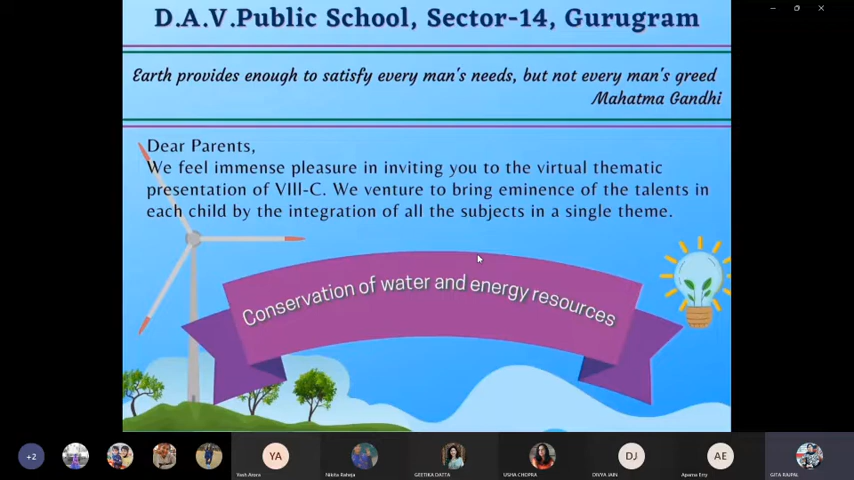 D.A.V.Public School, Sector-14, Gurugram
Earth provides enough to satisfy every man's needs, but not every man's greed
Mahatma Gandhi
Dear Parents,
We feel immense pleasure in inviting you to the virtual thematic
presentation of VIII-C. We venture to bring eminence of the talents in
each child by the integration of all the subjects in a single theme.
Conservation of water and energy resources
+2
YA
DJ
AE
Yash Arora
Nikita Raheja
GEETIKA DATTA
USHA CHOPRA
DIVYA JAIN
Aparna Erry
GITA RAJPAL